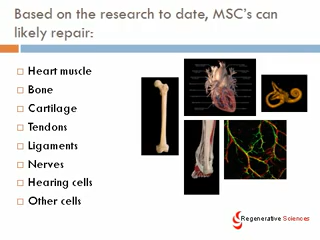 Based on the research to date, MSC's can
likely repair:
Heart muscle
Bone
Cartilage
Tendons
Ligaments
Nerves
Hearing cells
Other cells
Regenerative Sciences